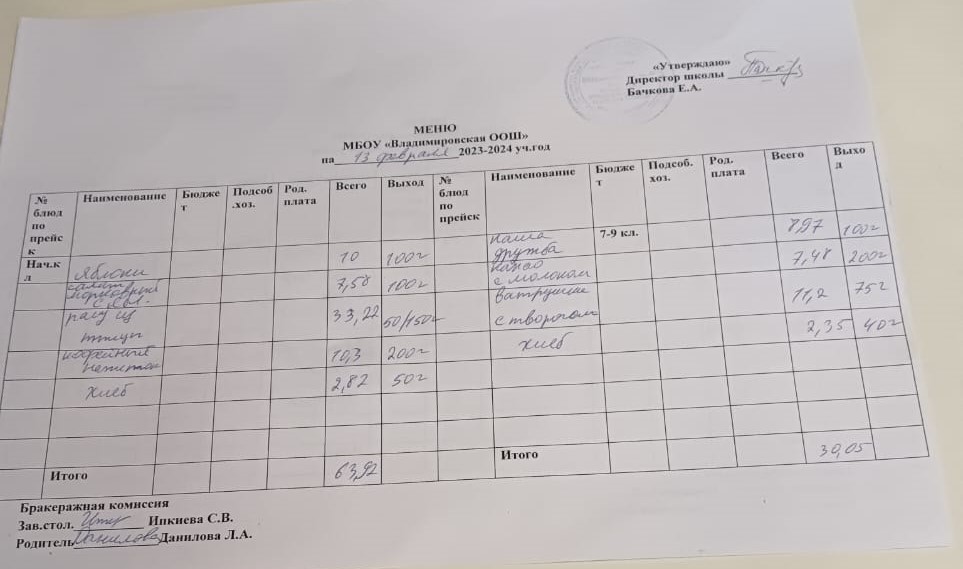 «Утверждаю»
Директор школы
Бачкова Е.А.
МЕНЮ
МБОУ «Владимировская ООШ»
на 13 февраля 2023-2024 уч.год
№ блюд по прейск Наименование Бюджет Подсоб.хоз. Род. плата Всего Выход № блюд по прейск Наименование Бюджет Подсоб. хоз. Род. плата Всего Выход
Нач.кл Яблоки 10 100г каша дружба 7-9 кл. 8,97 100г
салат морковный с ябл. 7,58 100г какао с молоком 7,48 200г
рагу из птицы 33,22 50/150г ватрушка с творогом 11,2 75г
кофейный напиток 10,3 200г хлеб 2,35 40г
хлеб 2,82 50г
Итого 63,92 Итого 30,05
Бракеражная комиссия
Зав.стол. Ипкиева С.В.
Родитель Данилова Данилова Л.А.